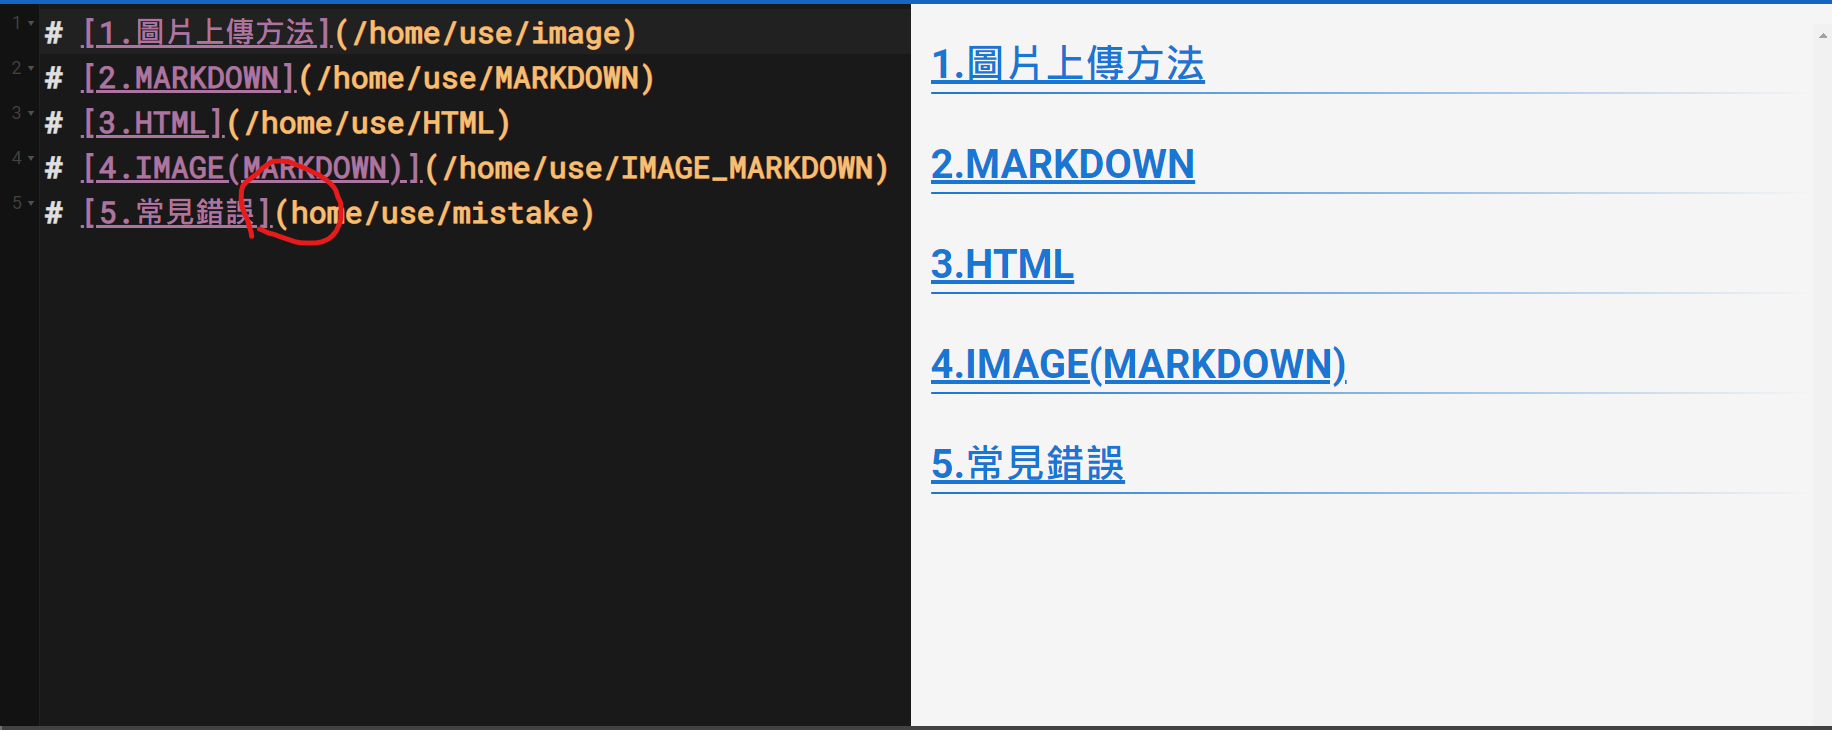 1 # [1.圖片上傳方法](/home/use/image)
2 # [2.MARKDOWN](/home/use/MARKDOWN)
3 # [3.HTML](/home/use/HTML)
4 # [4.IMAGE(MARKDOWN)](/home/use/IMAGE_MARKDOWN)
5 # [5.常見錯誤](home/use/mistake)
1.圖片上傳方法
2.MARKDOWN
3.HTML
4.IMAGE(MARKDOWN)
5.常見錯誤